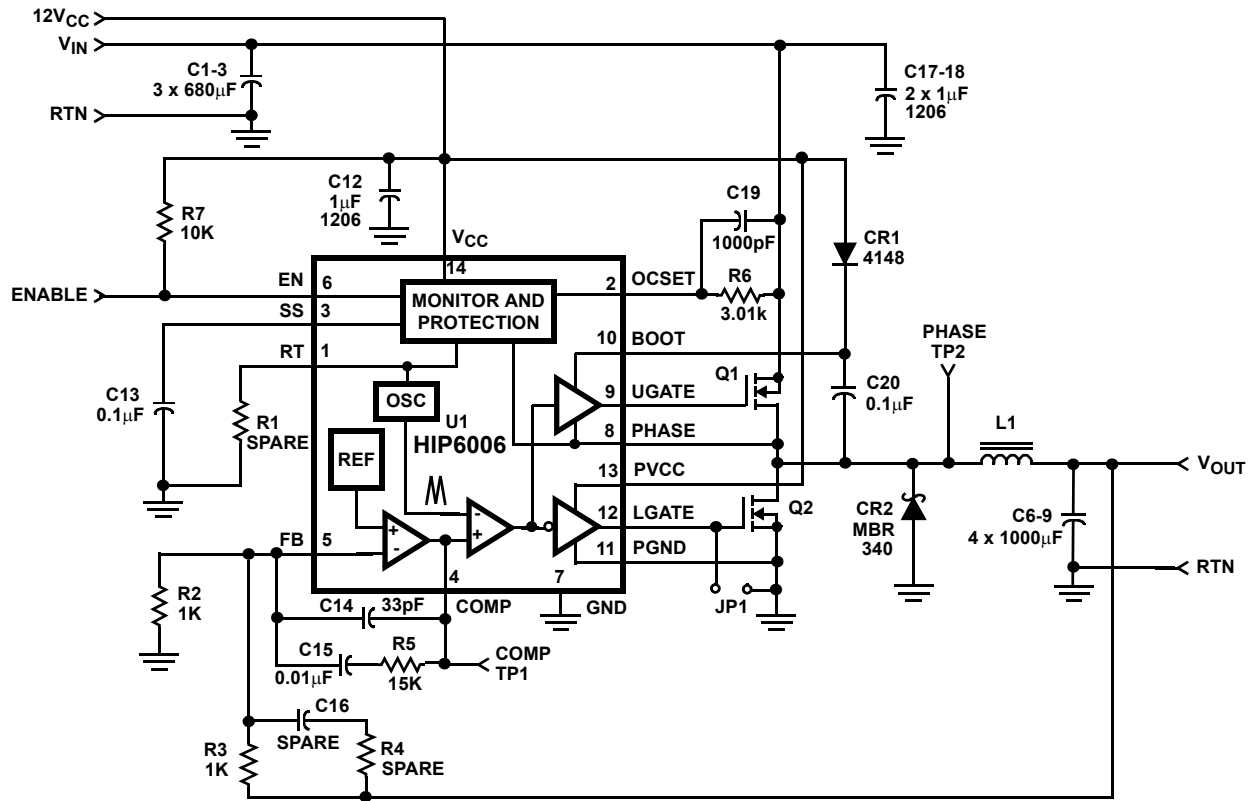 12VCC
VIN
C1-3
3 x 680μF
RTN
C17-18
2 x 1μF
1206
C12
1μF
1206
R7
10K
VCC
14
C19
1000pF
CR1
4148
ENABLE
EN
6
SS
3
RT
1
MONITOR AND
PROTECTION
2
OCSET
R6
3.01k
10
BOOT
PHASE
TP2
C13
0.1μF
R1
SPARE
OSC
U1
HIP6006
REF
9
UGATE
Q1
C20
0.1μF
8
PHASE
L1
VOUT
13
PVCC
12
LGATE
Q2
11
PGND
CR2
MBR
340
C6-9
4 x 1000μF
RTN
+
-
-
+
FB
5
4
COMP
7
GND
JP1
R2
1K
C14
33pF
C15
0.01μF
R5
15K
COMP
TP1
C16
SPARE
R3
1K
R4
SPARE